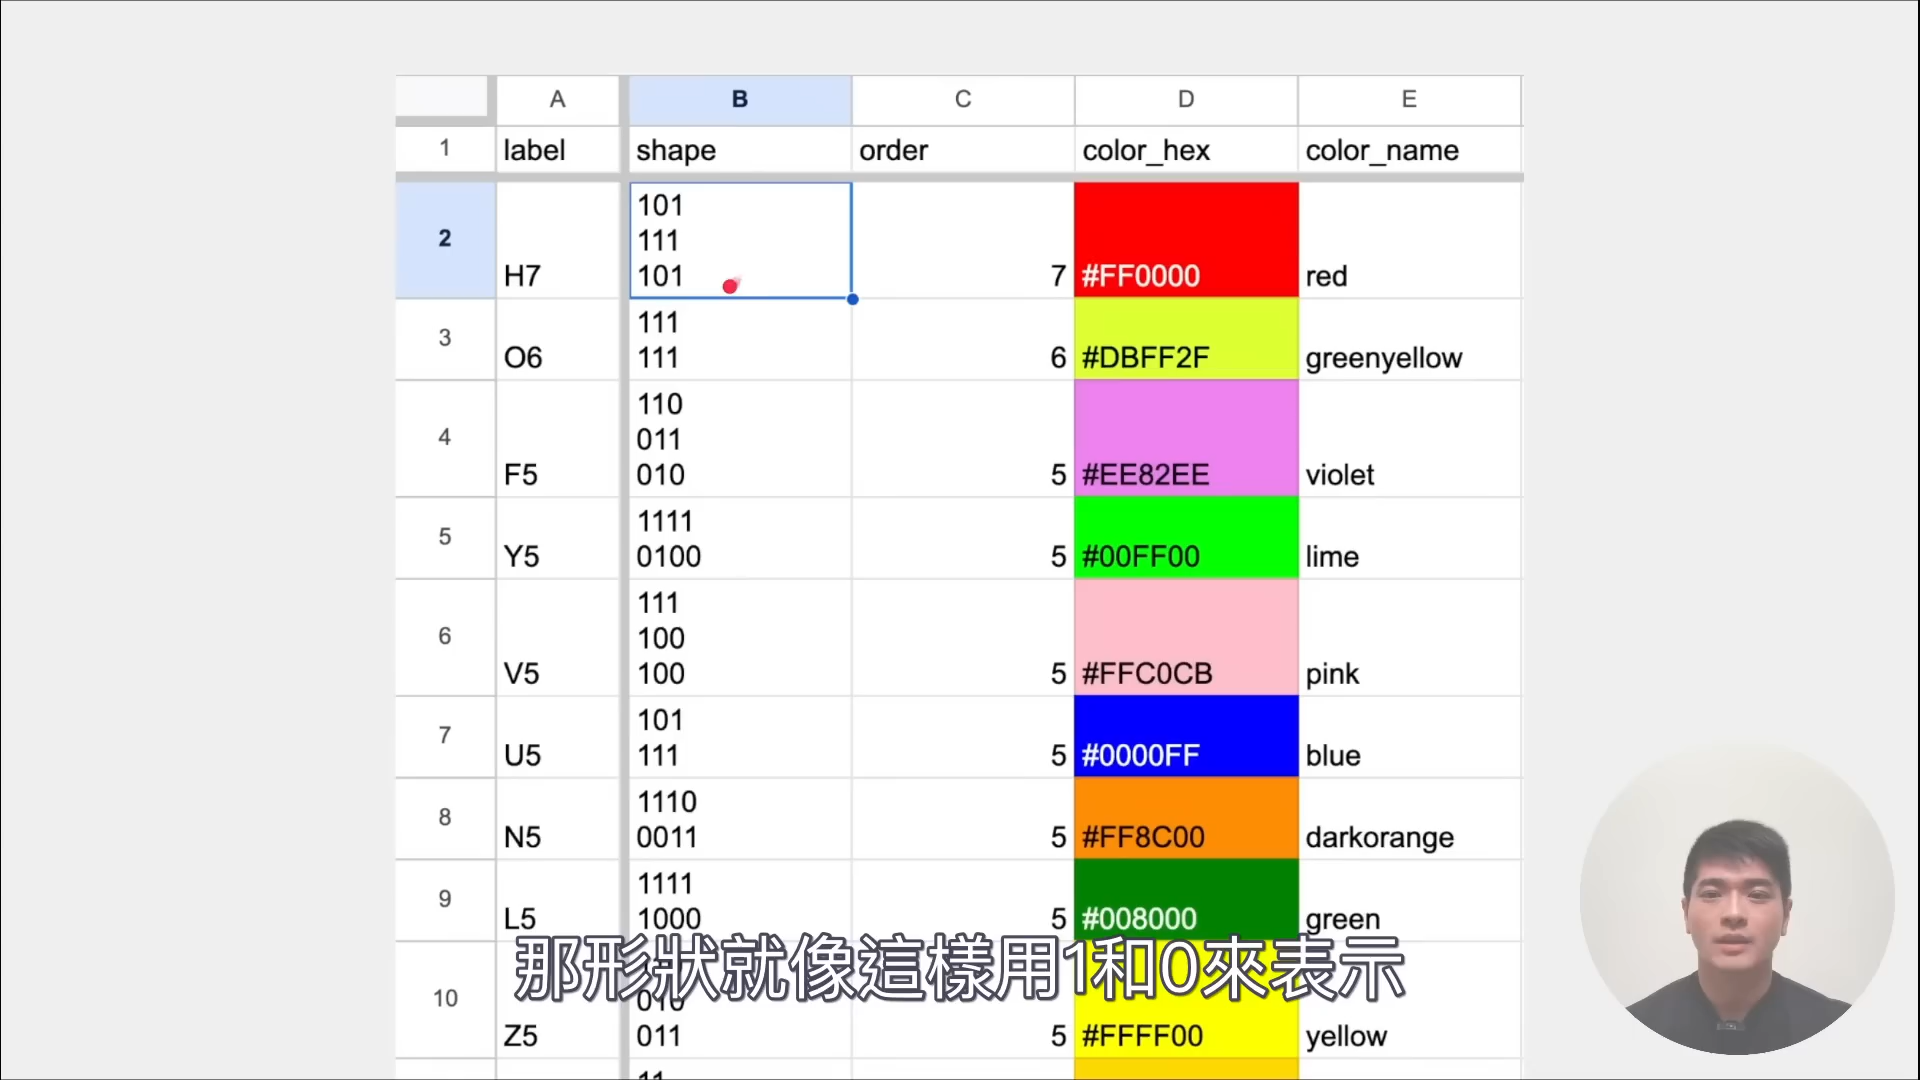 A B C D E
1 label shape order color_hex color_name
101
2 111
H7 101 7 #FF0000 red
3 111
O6 111 6 #DBFF2F greenyellow
110
4 011
F5 010 5 #EE82EE violet
5 1111
Y5 0100 5 #00FF00 lime
111
6 100
V5 100 5 #FFC0CB pink
7 101
U5 111 5 #0000FF blue
8 1110
N5 0011 5 #FF8C00 darkorange
9 1111
L5 1000 5 #008000 green
那形狀就像這樣用1和0來表示
10 010
Z5 011 5 #FFFF00 yellow
11